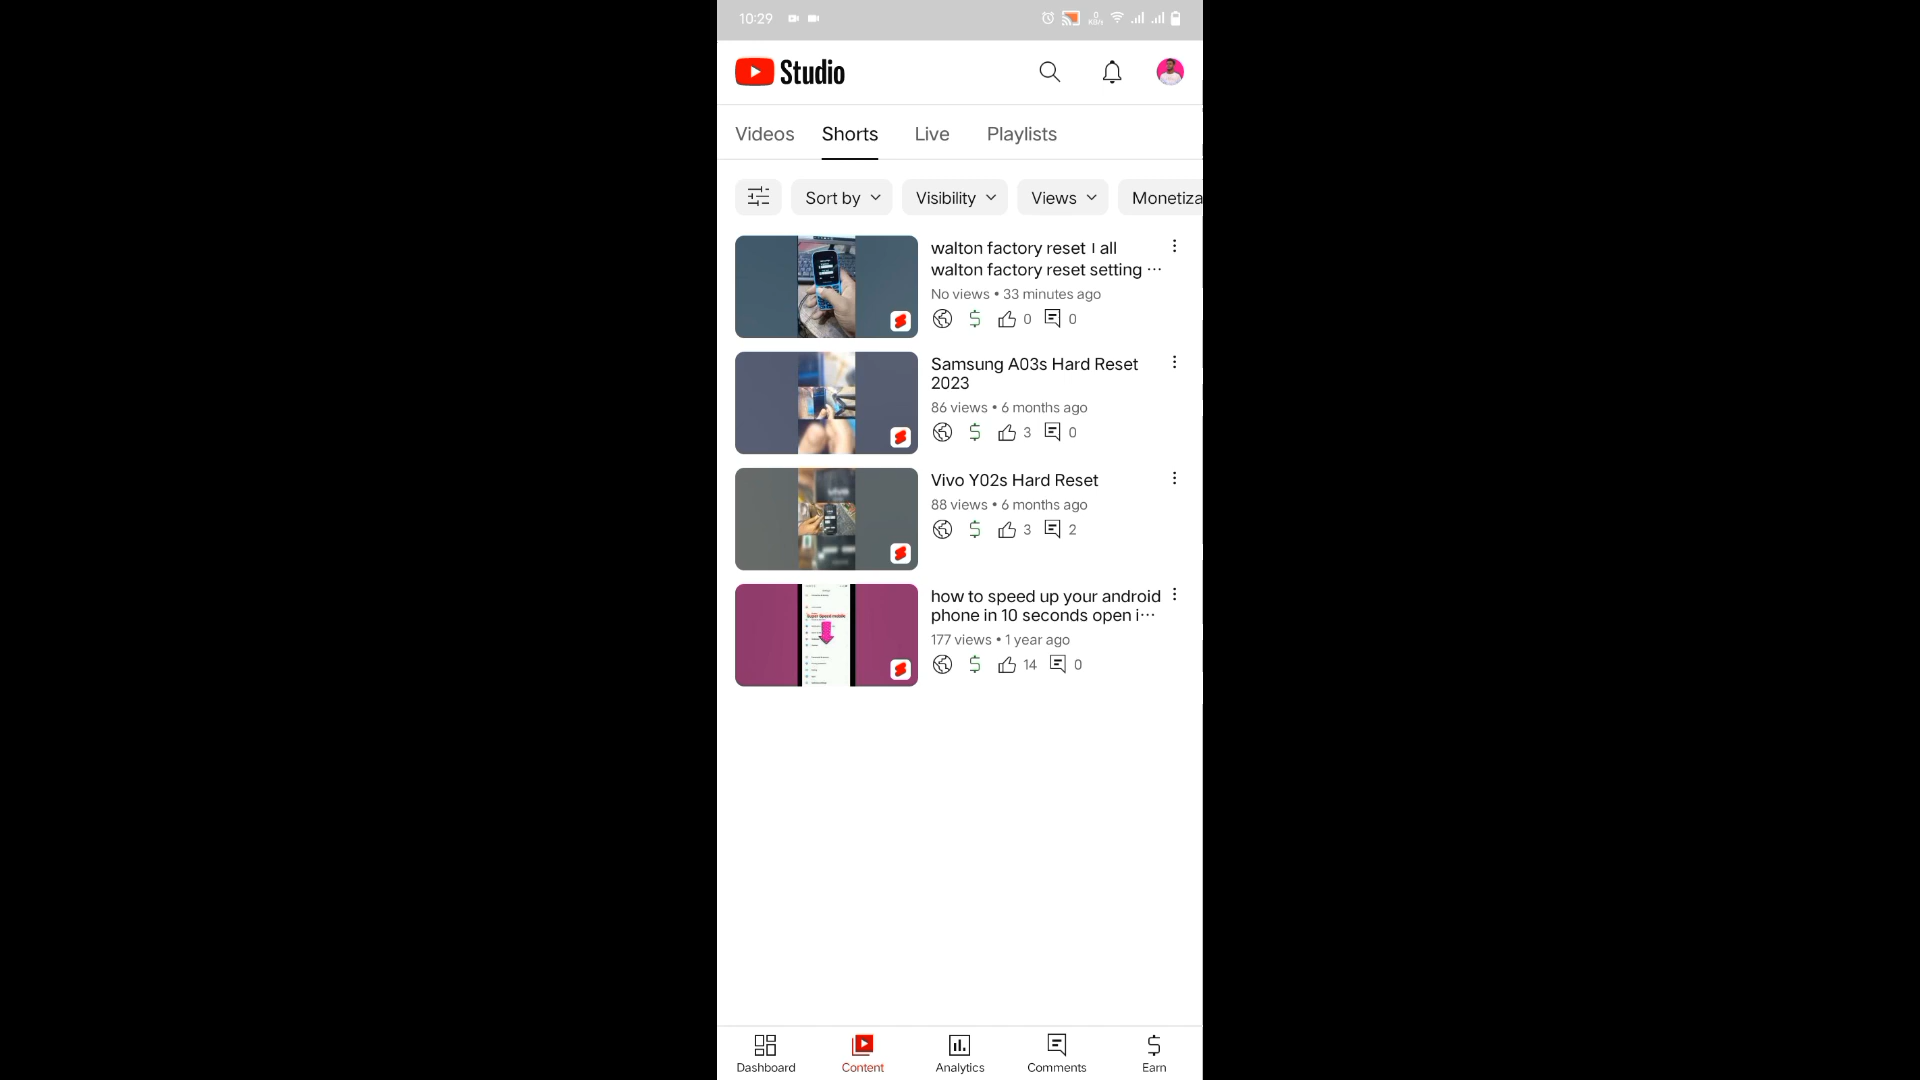 10:29
0
KB/s
Studio
Videos Shorts Live Playlists
Sort by Visibility Views Monetiza
walton factory reset । all
walton factory reset setting ...
No views • 33 minutes ago
0 0
Samsung A03s Hard Reset
2023
86 views • 6 months ago
3 0
Vivo Y02s Hard Reset
88 views • 6 months ago
3 2
how to speed up your android
phone in 10 seconds open i...
177 views • 1 year ago
14 0
Dashboard Content Analytics Comments Earn